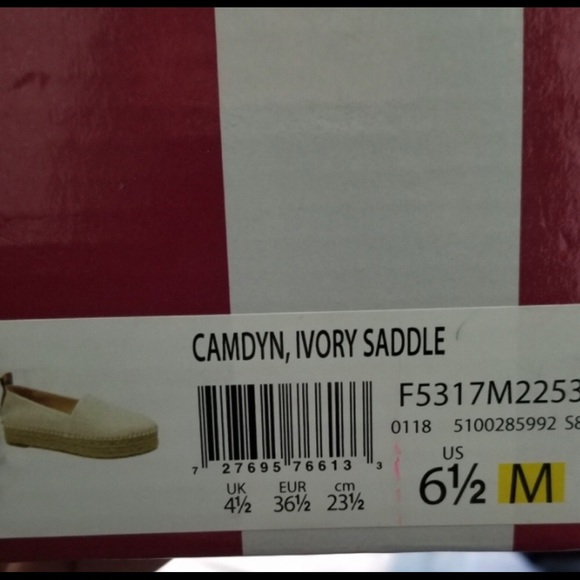 CAMDYN, IVORY SADDLE
F5317M2253
0118 5100285992 S8
7 27695 76613 3
US
6½ M
UK EUR cm
4½ 36½ 23½